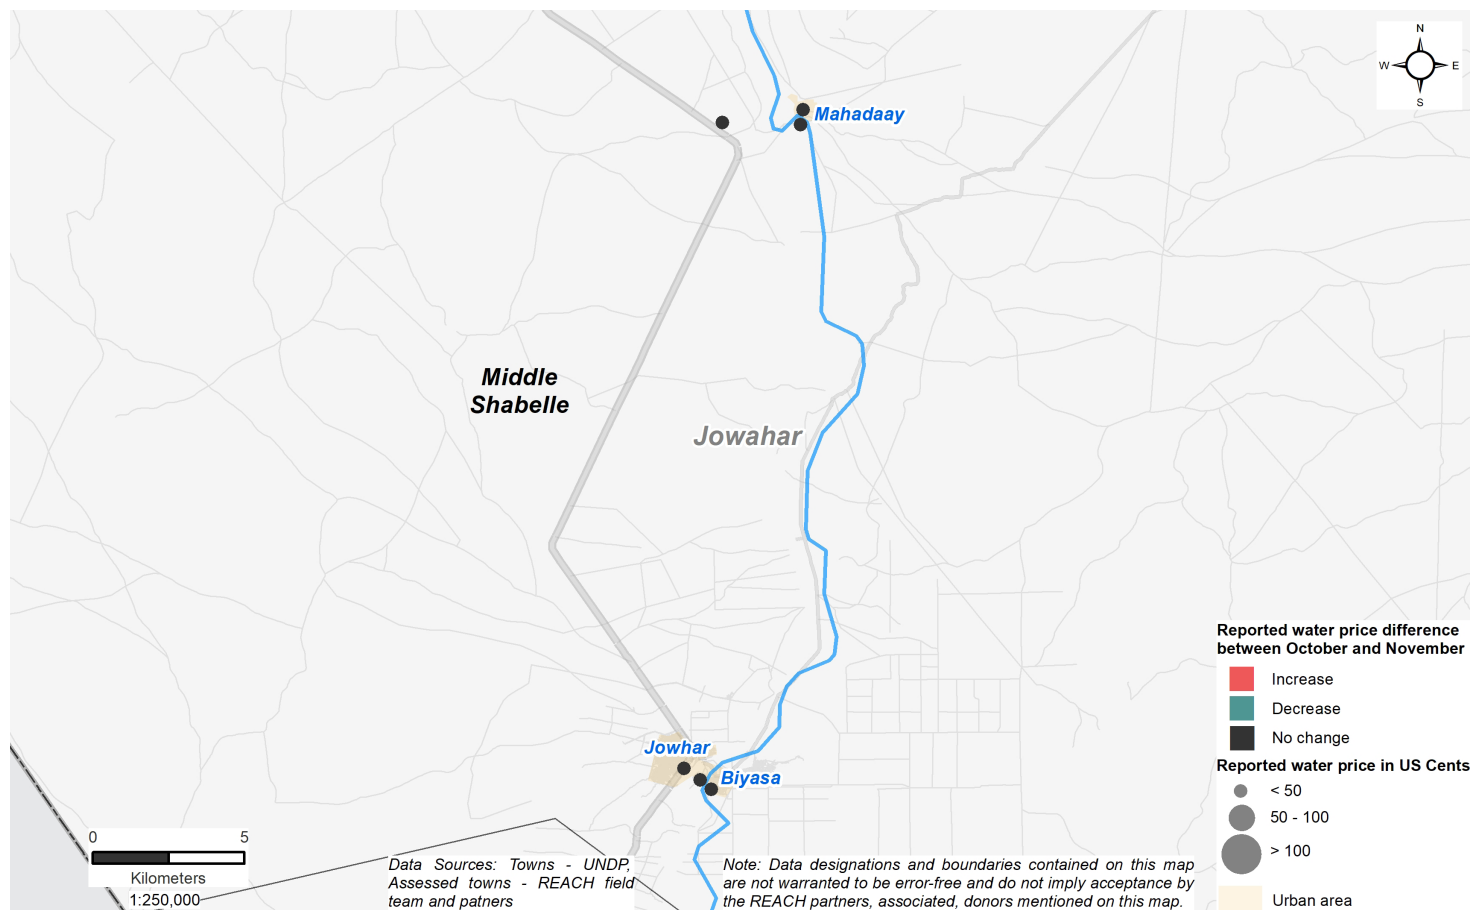 N
W E
S
Mahadaay
Middle
Shabelle
Jowahar
Jowhar
Biyasa
Reported water price difference
between October and November
Increase
Decrease
No change
Reported water price in US Cents
< 50
50 - 100
> 100
Urban area
0 5
Kilometers
1:250,000
Data Sources: Towns - UNDP,
Assessed towns - REACH field
team and patners
Note: Data designations and boundaries contained on this map
are not warranted to be error-free and do not imply acceptance by
the REACH partners, associated, donors mentioned on this map.